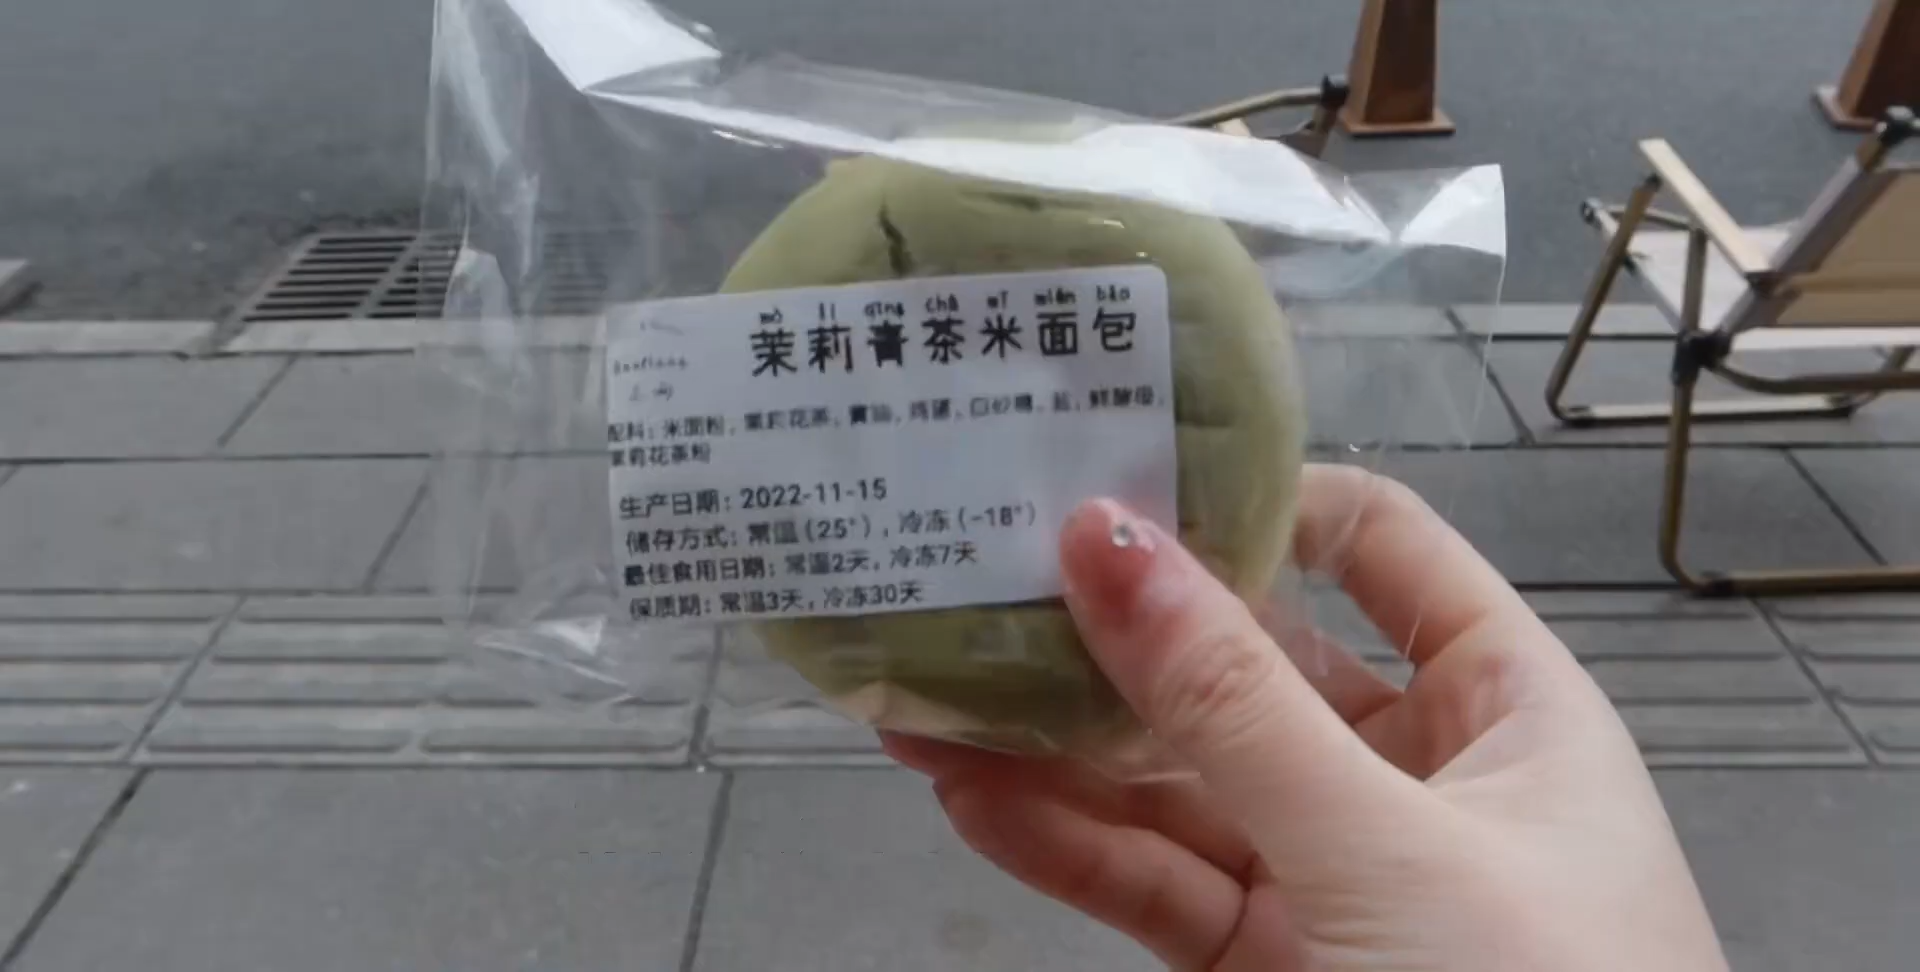 mò lì qīng chá mǐ miàn bāo
茉莉青茶米面包
配料：米面粉，茉莉花茶，黄油，鸡蛋，白砂糖，盐，鲜酵母，
茉莉花茶粉
生产日期：2022-11-15
储存方式：常温（25°），冷冻（-18°）
最佳食用日期：常温2天，冷冻7天
保质期：常温3天，冷冻30天